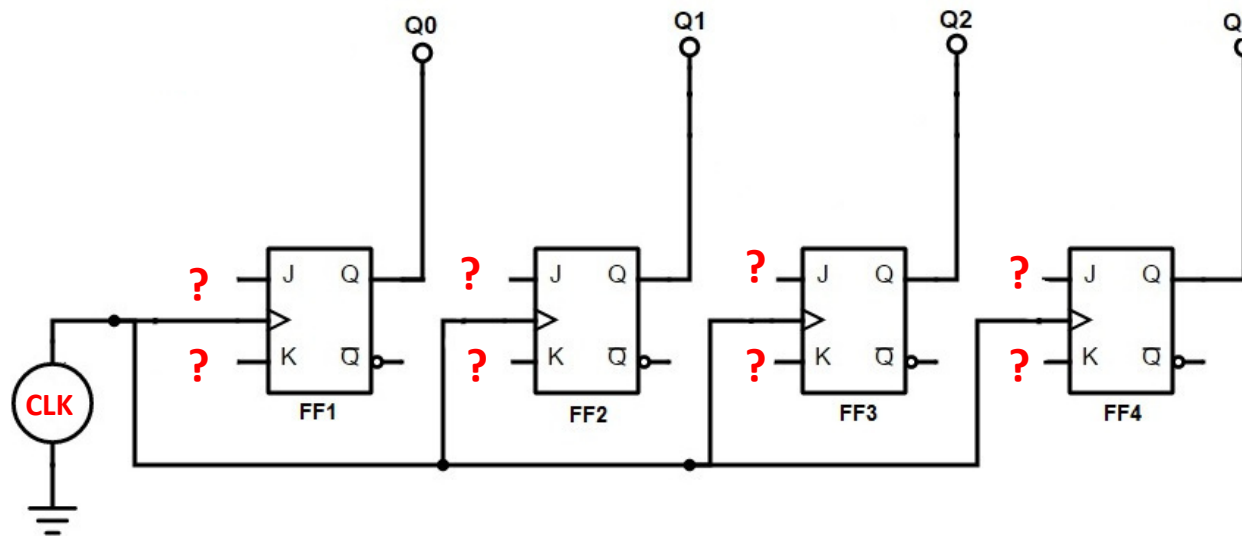 Q0 Q1 Q2 Q
? J Q ? J Q ? J Q ? J Q
? K Q̅ ? K Q̅ ? K Q̅ ? K Q̅
CLK
FF1 FF2 FF3 FF4